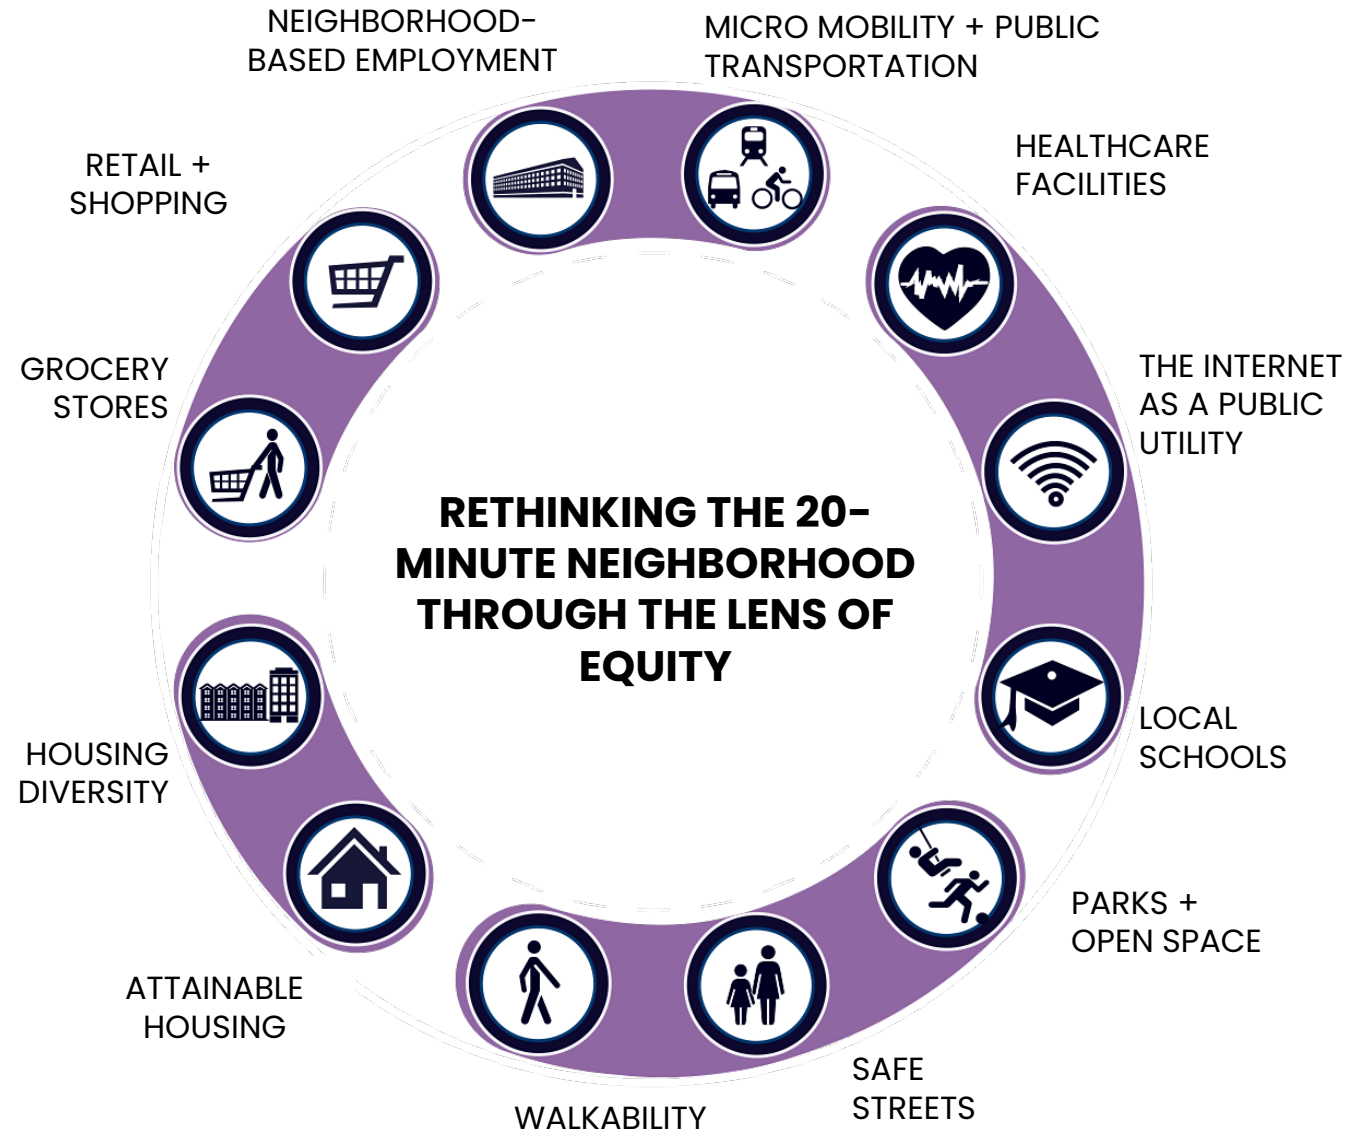 NEIGHBORHOOD-
BASED EMPLOYMENT
MICRO MOBILITY + PUBLIC
TRANSPORTATION
HEALTHCARE
FACILITIES
THE INTERNET
AS A PUBLIC
UTILITY
LOCAL
SCHOOLS
PARKS +
OPEN SPACE
SAFE
STREETS
WALKABILITY
ATTAINABLE
HOUSING
HOUSING
DIVERSITY
GROCERY
STORES
RETAIL +
SHOPPING
RETHINKING THE 20-
MINUTE NEIGHBORHOOD
THROUGH THE LENS OF
EQUITY